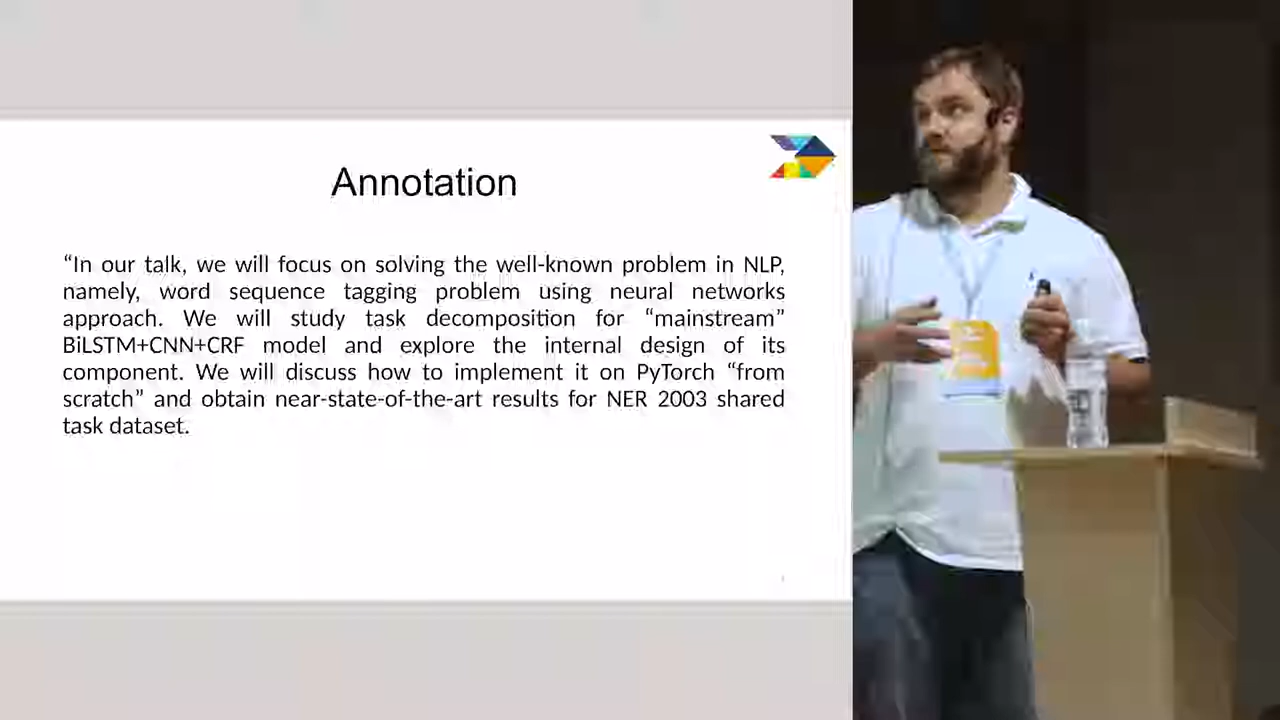 Annotation
“In our talk, we will focus on solving the well-known problem in NLP,
namely, word sequence tagging problem using neural networks
approach. We will study task decomposition for “mainstream”
BiLSTM+CNN+CRF model and explore the internal design of its
component. We will discuss how to implement it on PyTorch “from
scratch” and obtain near-state-of-the-art results for NER 2003 shared
task dataset.